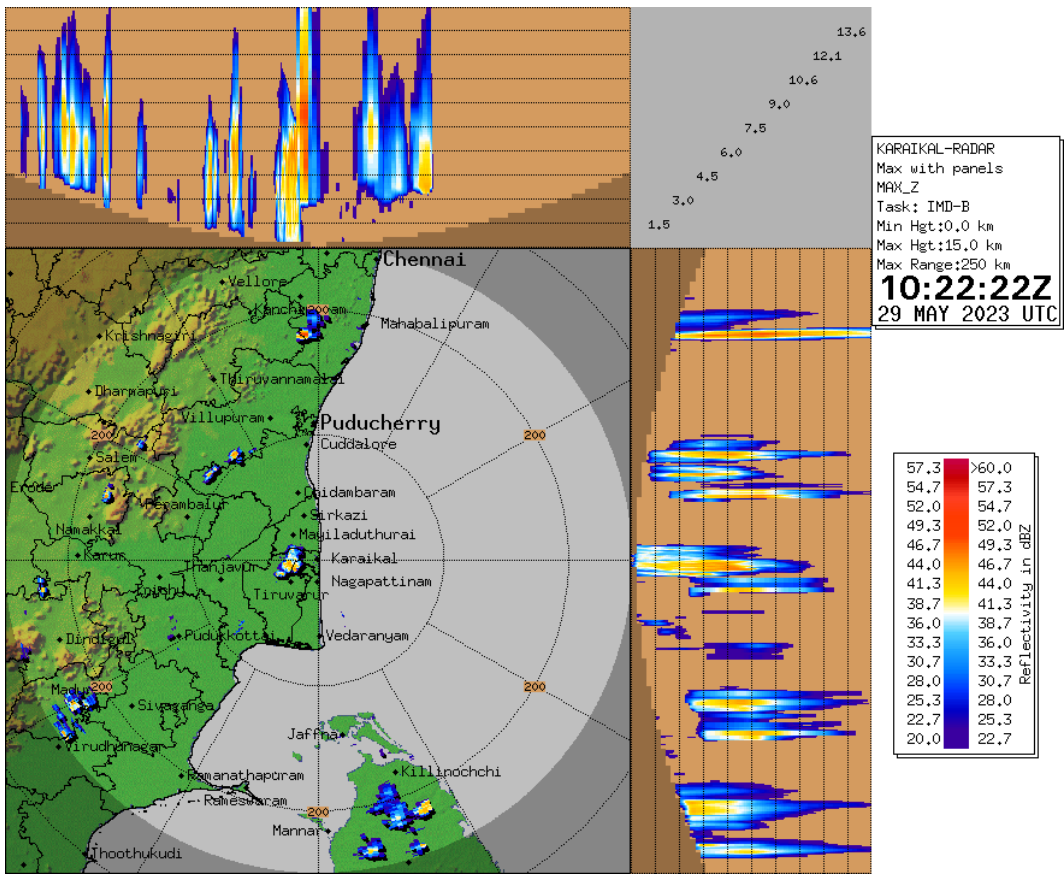 13.6
12.1
10.6
9.0
7.5
6.0
4.5
3.0
1.5
KARAIKAL-RADAR
Max with panels
MAX_Z
Task: IMD-B
Min Hgt:0.0 km
Max Hgt:15.0 km
Max Range:250 km
10:22:22Z
29 MAY 2023 UTC
Chennai
Vellore
200
Mahabalipuram
Krishnagiri
Thiruvannamalai
Dharmapuri
Villupuram
Puducherry
200
200
Cuddalore
Salem
Erode
Chidambaram
Perambalur
Sirkazi
Namakkal
Mayiladuthurai
Karur
Karaikal
Thanjavur
Nagapattinam
Tiruvarur
Dindigul
Pudukkottai
Vedaranyam
200
200
Sivaganga
Jaffna
Virudhunagar
Killinochchi
Ramanathapuram
Rameswaram
200
Mannar
Thoothukudi
57.3 >60.0
54.7 57.3
52.0 54.7
49.3 52.0
46.7 49.3
44.0 46.7
41.3 44.0
38.7 41.3
36.0 38.7
33.3 36.0
30.7 33.3
28.0 30.7
25.3 28.0
22.7 25.3
20.0 22.7
Reflectivity in dBZ